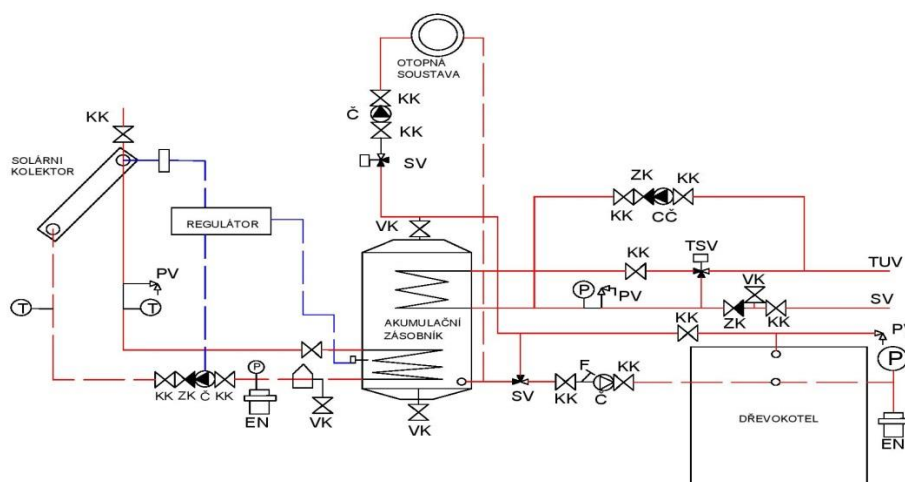 OTOPNÁ
SOUSTAVA
KK
KK
Č
KK
SV
SOLÁRNI
KOLEKTOR
REGULÁTOR
ZK
KK
KK
CČ
VK
TSV
KK
VK
TUV
PV
T
T
P
PV
SV
AKUMULAČNÍ
ZÁSOBNÍK
ZK
KK
KK
PV
P
P
F
KK
KK
ZK
Č
KK
SV
KK
Č
EN
VK
VK
DŘEVOKOTEL
EN